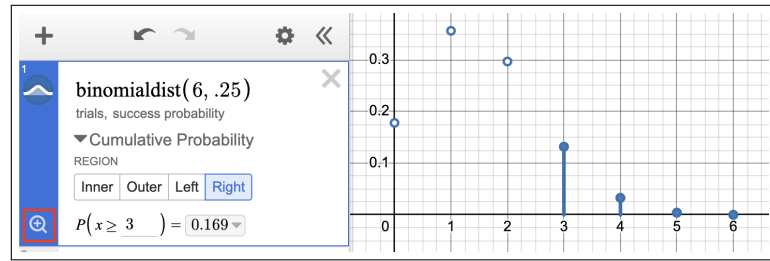 1
binomialdist(6, .25)
trials, success probability
Cumulative Probability
REGION
Inner Outer Left Right
P(x ≥ 3) = 0.169
0.3
0.2
0.1
0 1 2 3 4 5 6